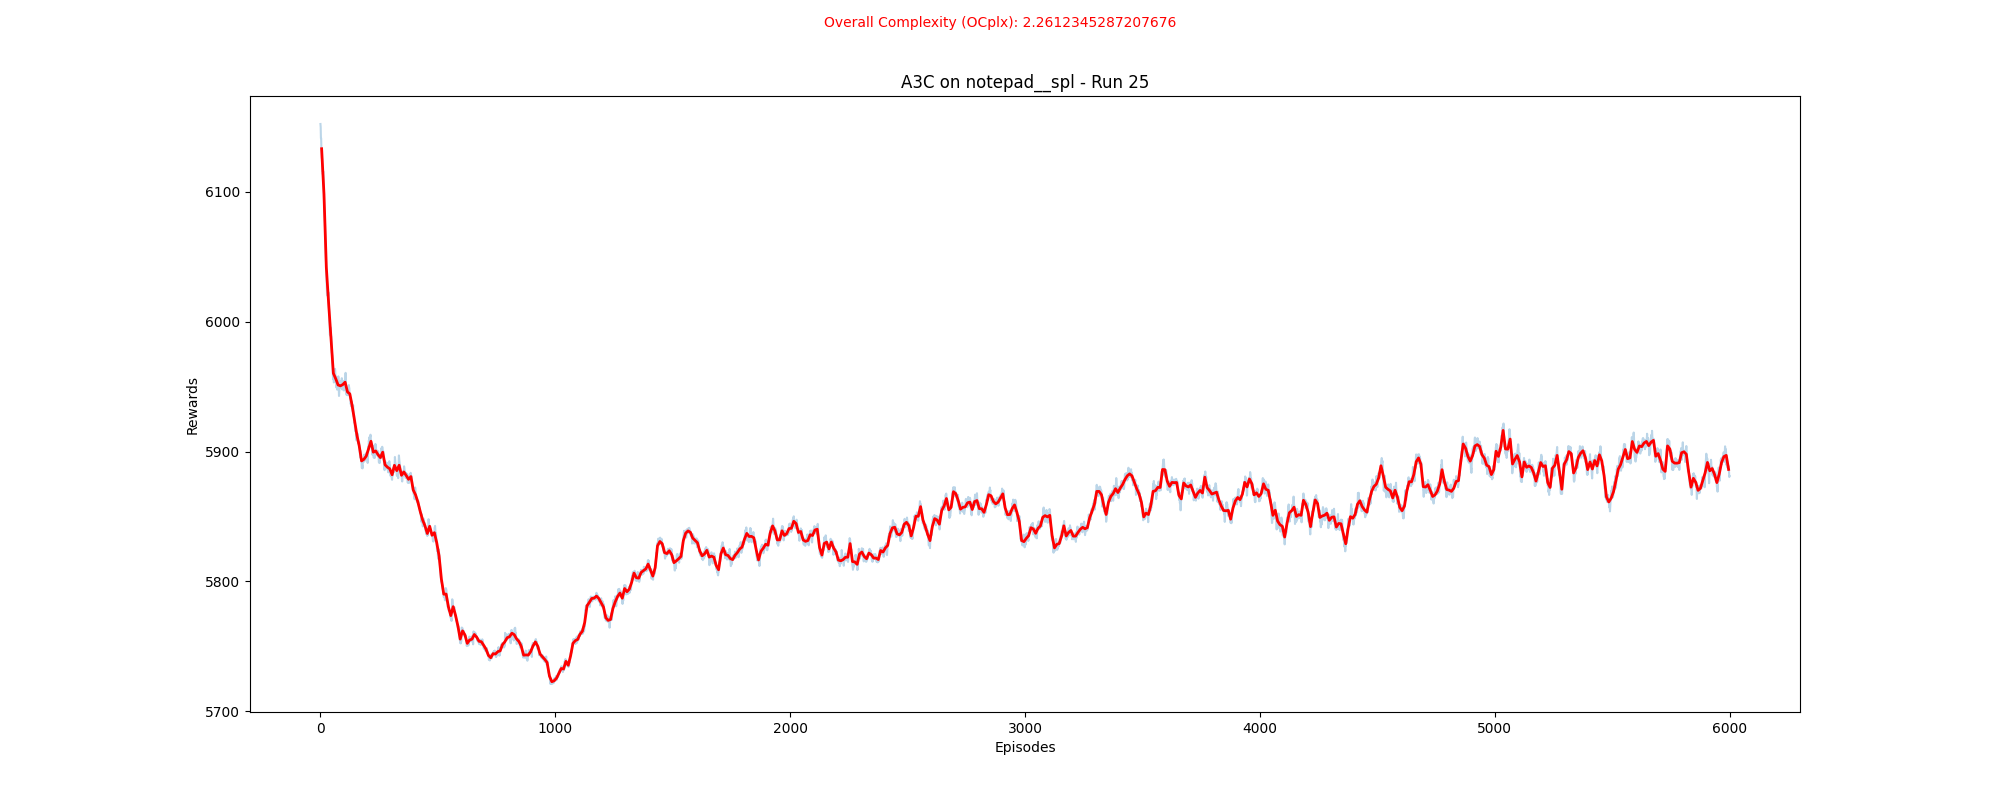 Overall Complexity (OCplx): 2.2612345287207676
A3C on notepad__spl - Run 25
6100
6000
5900
5800
5700
Rewards
0 1000 2000 3000 4000 5000 6000
Episodes